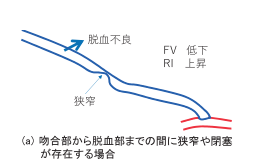 脱血不良
FV 低下
RI 上昇
狭窄
(a) 吻合部から脱血部までの間に狭窄や閉塞
が存在する場合